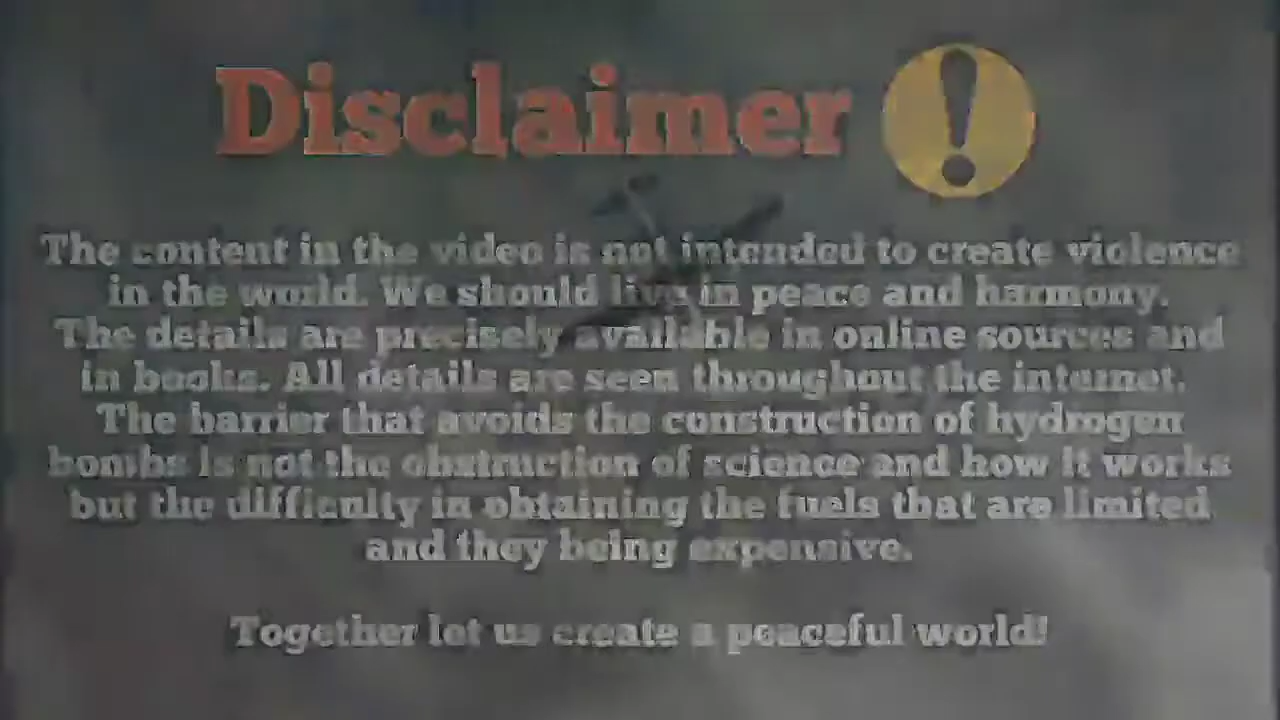 Disclaimer
The content in the video is not intended to create violence
in the world. We should live in peace and harmony.
The details are precisely available in online sources and
in books. All details are seen throughout the internet.
The barrier that avoids the construction of hydrogen
bombs is not the obstruction of science and how it works
but the difficulty in obtaining the fuels that are limited
and they being expensive.
Together let us create a peaceful world!